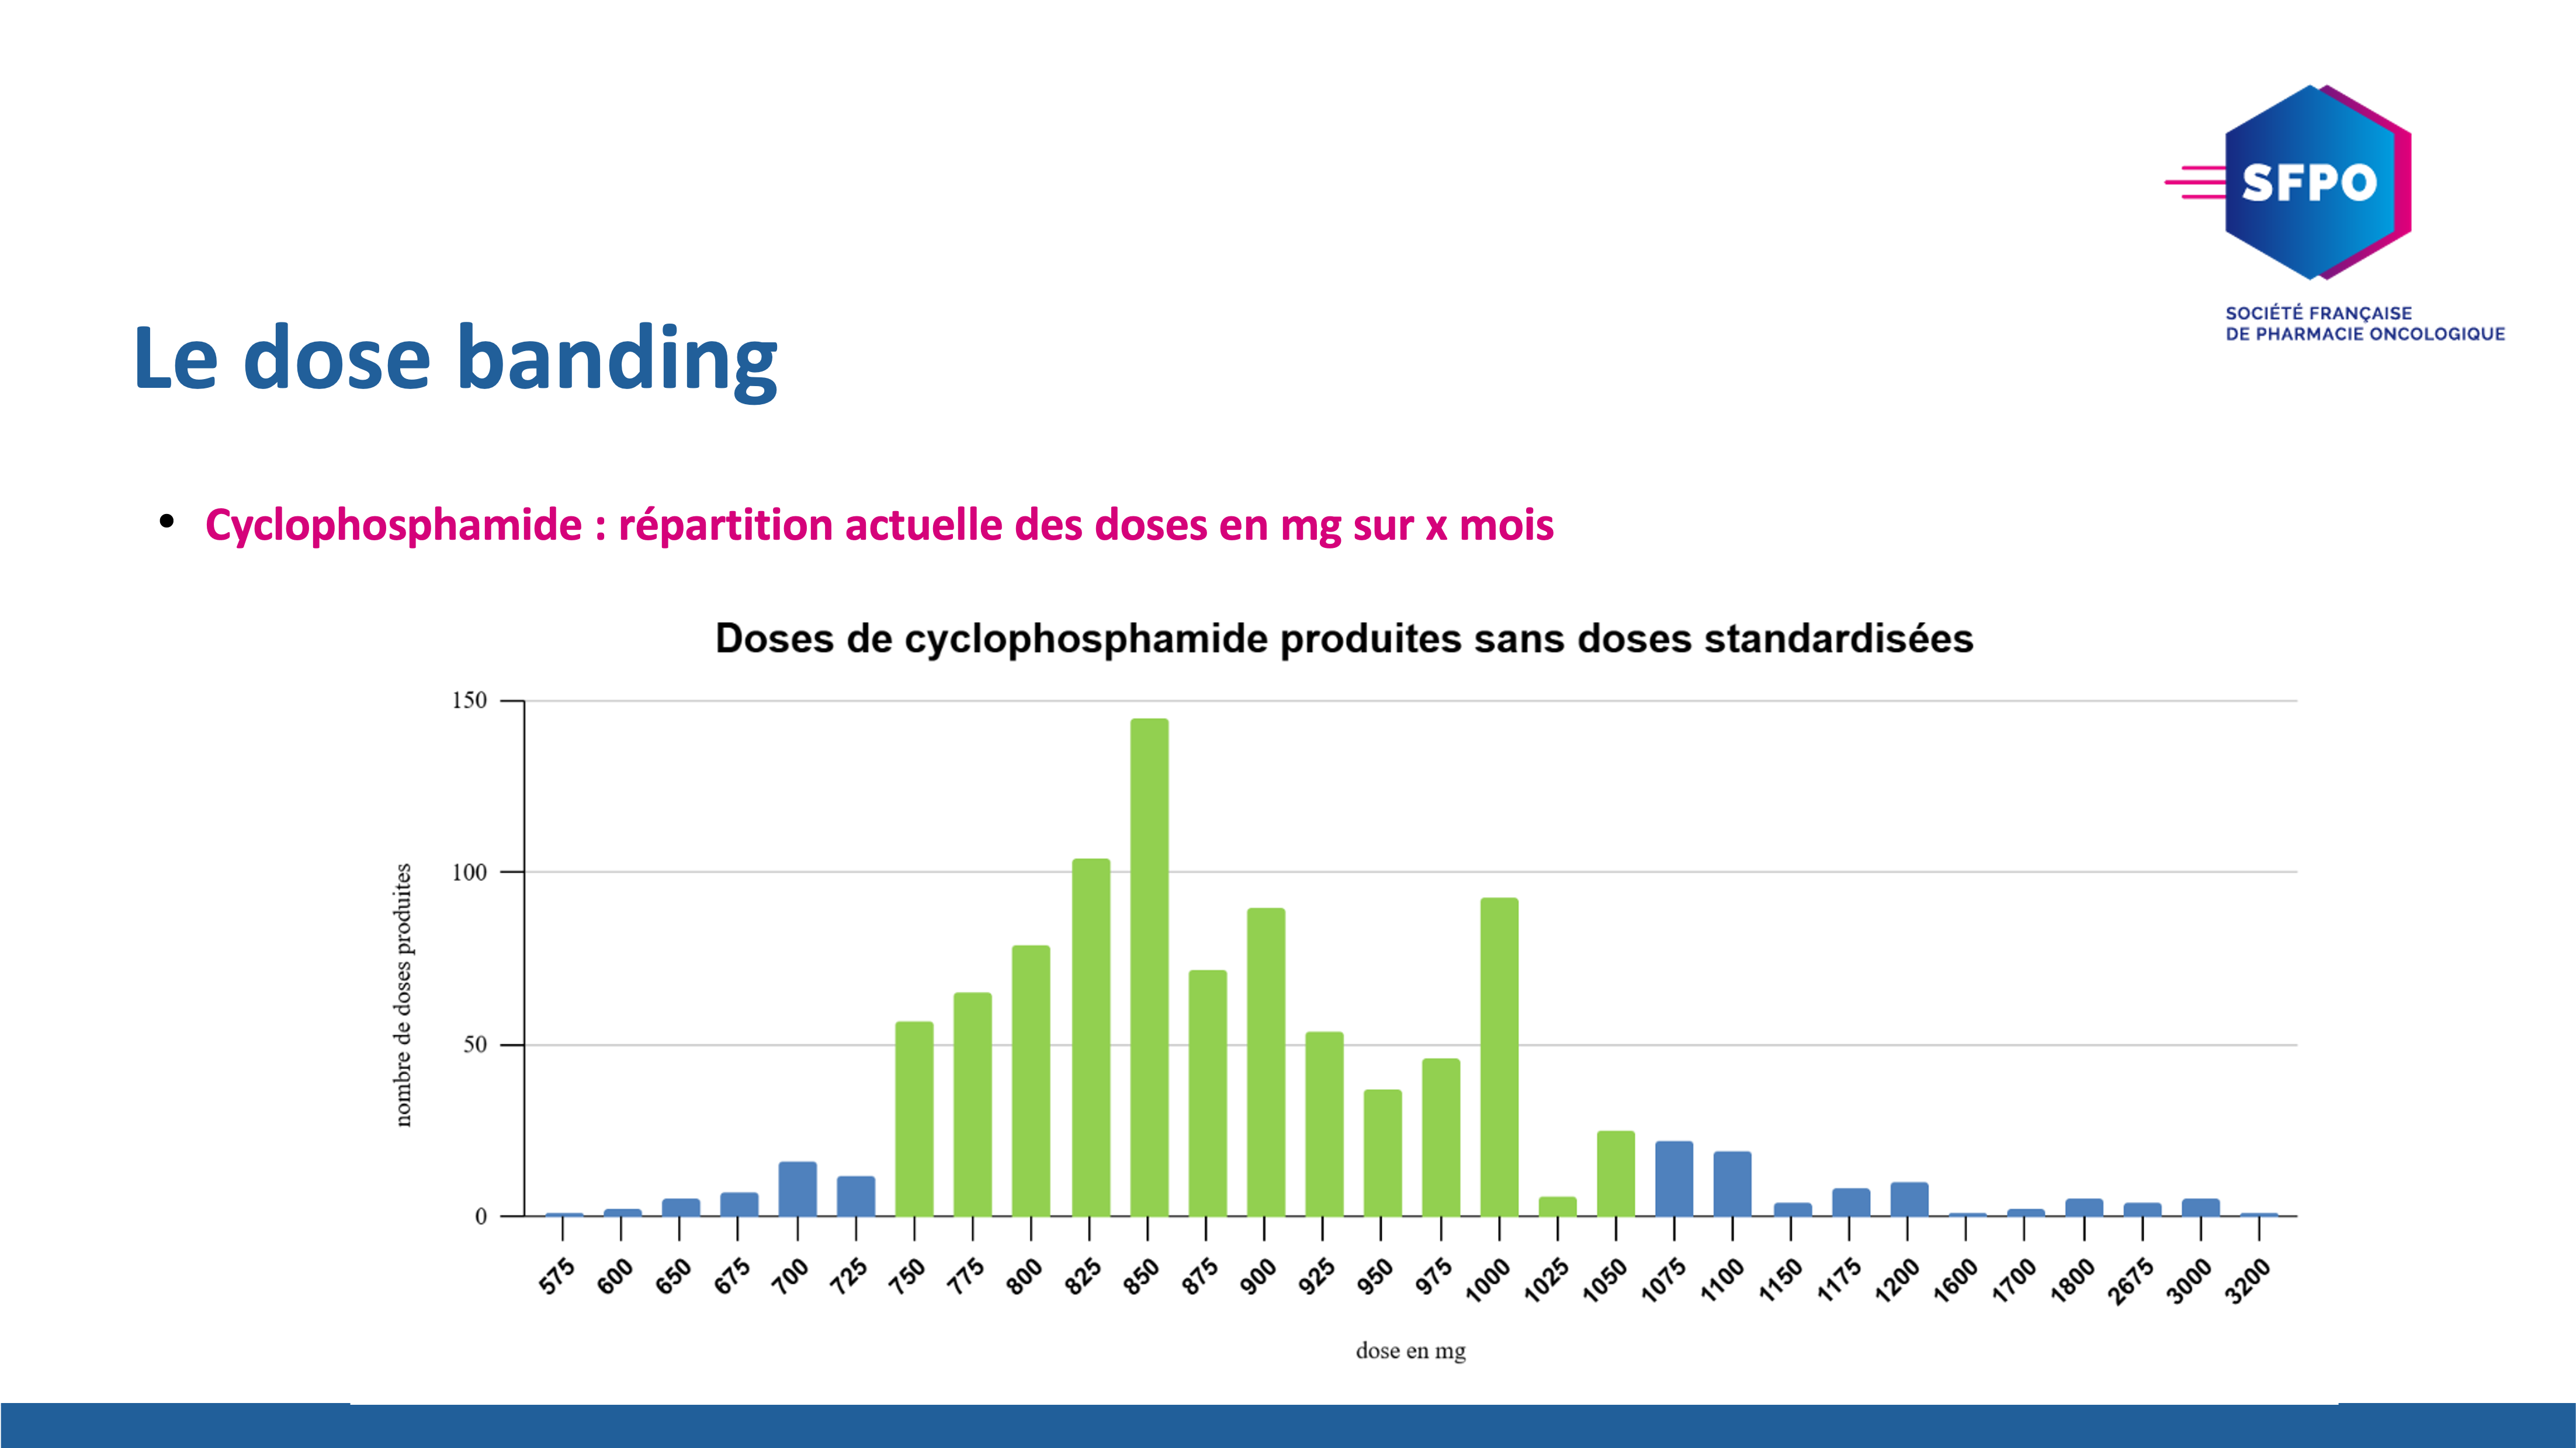 SFPO
SOCIÉTÉ FRANÇAISE
DE PHARMACIE ONCOLOGIQUE
Le dose banding
• Cyclophosphamide : répartition actuelle des doses en mg sur x mois
Doses de cyclophosphamide produites sans doses standardisées
nombre de doses produites
150
100
50
0
575 600 650 675 700 725 750 775 800 825 850 875 900 925 950 975 1000 1025 1050 1075 1100 1150 1175 1200 1600 1700 1800 2675 3000 3200
dose en mg